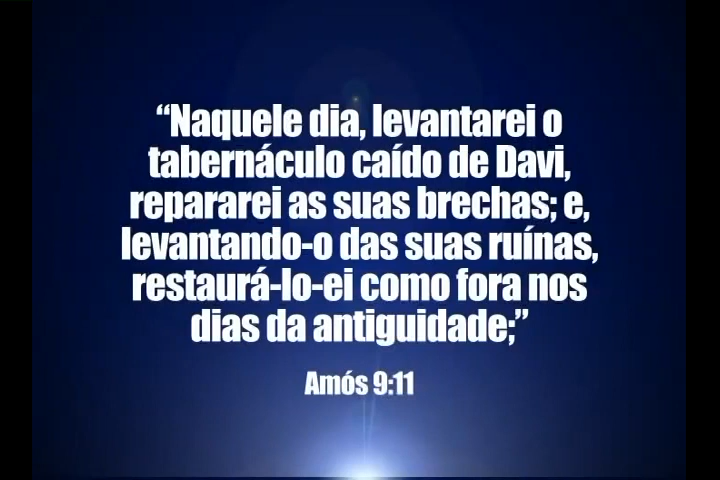 “Naquele dia, levantarei o
tabernáculo caído de Davi,
repararei as suas brechas; e,
levantando-o das suas ruínas,
restaurá-lo-ei como fora nos
dias da antiguidade;”
Amós 9:11